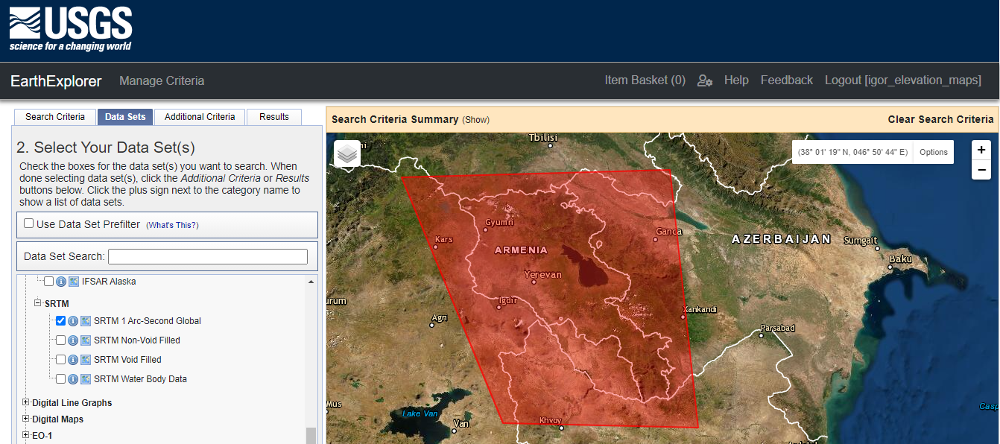 USGS
science for a changing world
EarthExplorer
Manage Criteria
Item Basket (0)
Help
Feedback
Logout [igor_elevation_maps]
Search Criteria
Data Sets
Additional Criteria
Results
2. Select Your Data Set(s)
Check the boxes for the data set(s) you want to search. When
done selecting data set(s), click the Additional Criteria or Results
buttons below. Click the plus sign next to the category name to
show a list of data sets.
Use Data Set Prefilter (What's This?)
Data Set Search:
IFSAR Alaska
SRTM
SRTM 1 Arc-Second Global
SRTM Non-Void Filled
SRTM Void Filled
SRTM Water Body Data
Digital Line Graphs
Digital Maps
EO-1
Search Criteria Summary (Show)
Clear Search Criteria
(38° 01' 19" N, 046° 50' 44" E)
Options
+
−
Tbilisi
ni
Gyumri
Kars
ARMENIA
Ganca
AZERBAIJAN
Sumgait
Baku
Yerevan
Igdir
urum
Agri
Xankandi
Parsabad
Mus
Lake Van
Van
Khvoy
Casp